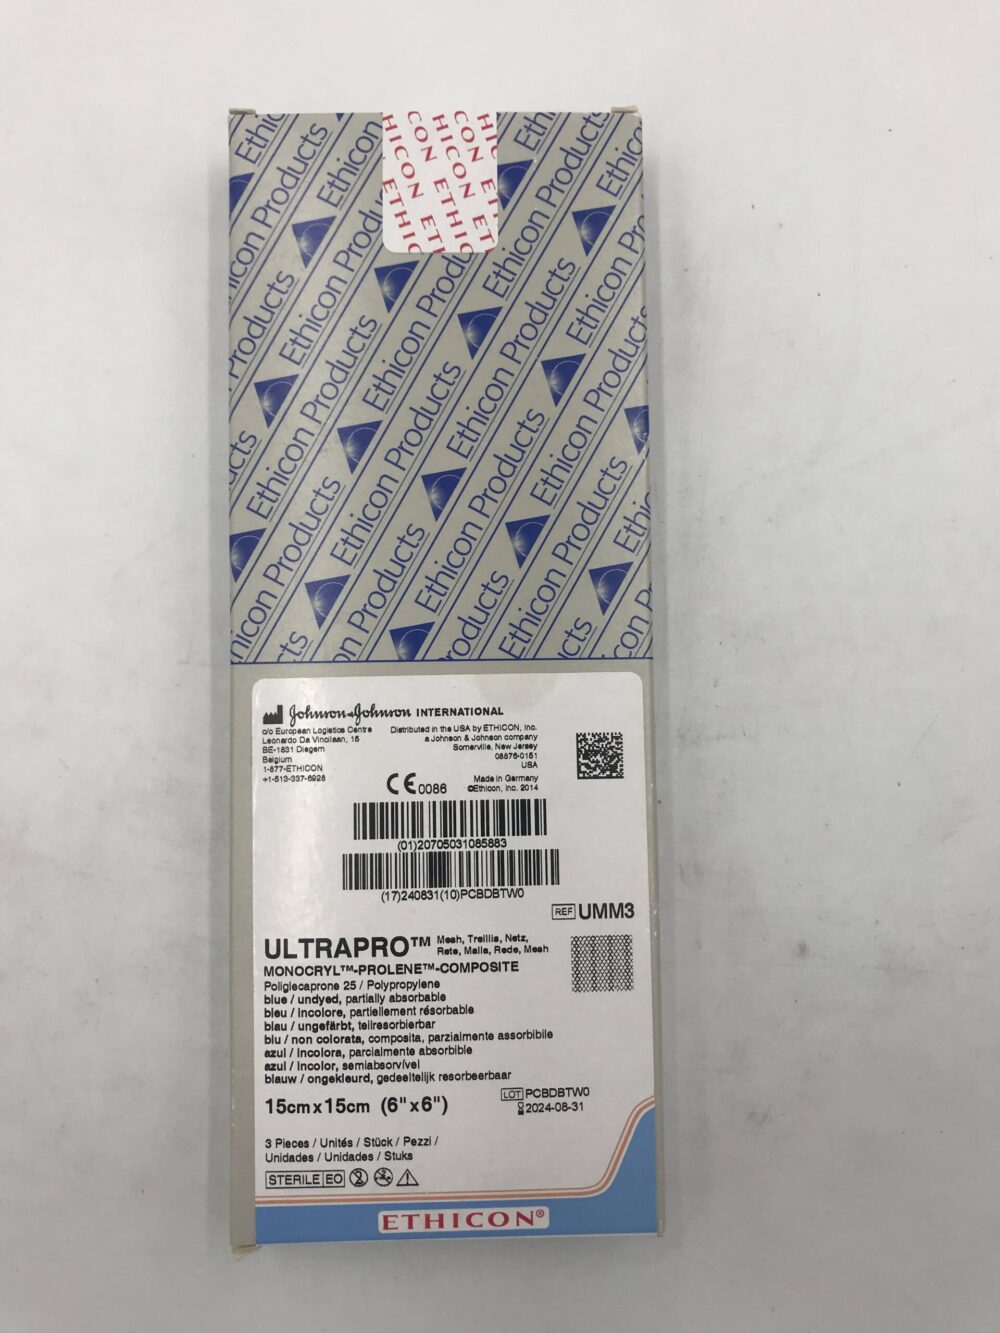 Ethicon Products
HICON ETHICON
Ethicon Products
Ethicon Products
Ethicon Products
Ethicon Products
Ethicon Products
Ethicon Products
Johnson & Johnson INTERNATIONAL
c/o European Logistics Centre
Leonardo Da Vincilaan, 15
BE-1831 Diegem
Belgium
1-877-ETHICON
+1-513-337-6928
Distributed in the USA by ETHICON, Inc.
a Johnson & Johnson company
Somerville, New Jersey
08876-0151
USA
CE 0086
Made in Germany
©Ethicon, Inc. 2014
(01)20705031085883
(17)240831(10)PCBDBTW0
REF UMM3
ULTRAPRO™ Mesh, Treillis, Netz,
Rete, Malla, Rede, Mesh
MONOCRYL™-PROLENE™-COMPOSITE
Poliglecaprone 25 / Polypropylene
blue / undyed, partially absorbable
bleu / incolore, partiellement résorbable
blau / ungefärbt, teilresorbierbar
blu / non colorata, composita, parzialmente assorbibile
azul / incolora, parcialmente absorbible
azul / incolor, semiabsorvível
blauw / ongekleurd, gedeeltelijk resorbeerbaar
15cm x 15cm (6" x 6")
LOT PCBDBTW0
2024-08-31
3 Pieces / Unités / Stück / Pezzi /
Unidades / Unidades / Stuks
STERILE EO
ETHICON®